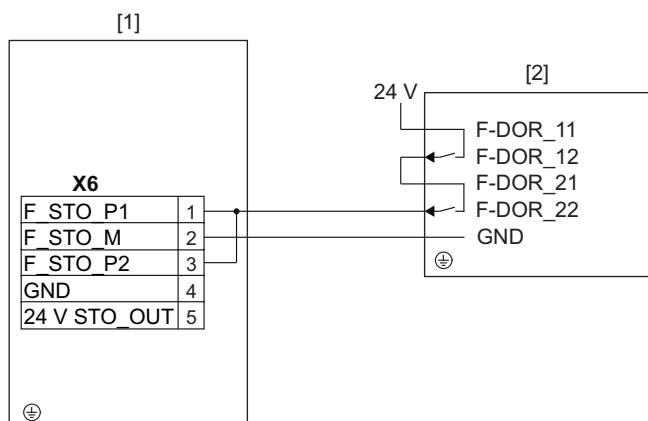 [1]
[2]
24 V
F-DOR_11
F-DOR_12
F-DOR_21
F-DOR_22
GND
X6
F_STO_P1 1
F_STO_M 2
F_STO_P2 3
GND 4
24 V STO_OUT 5